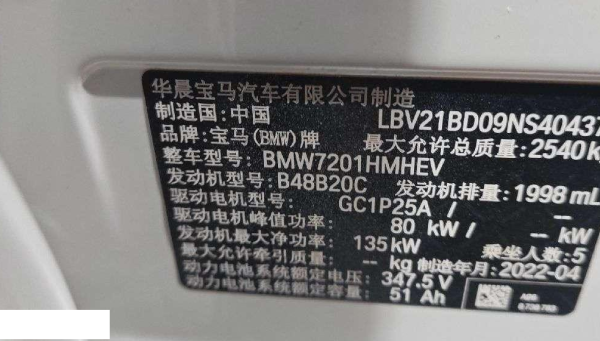 华晨宝马汽车有限公司制造
制造国: 中国 LBV21BD09NS40437
品牌: 宝马(BMW)牌 最大允许总质量: 2540
整车型号: BMW7201HMHEV
发动机型号: B48B20C 发动机排量: 1998 mL
驱动电机型号: GC1P25A / --
驱动电机峰值功率: 80 kW / -- kW
发动机最大净功率: 135kW 乘坐人数: 5
最大允许牵引质量: -- kg 制造年月: 2022-04
动力电池系统额定电压: 347.5 V
动力电池系统额定容量: 51 Ah